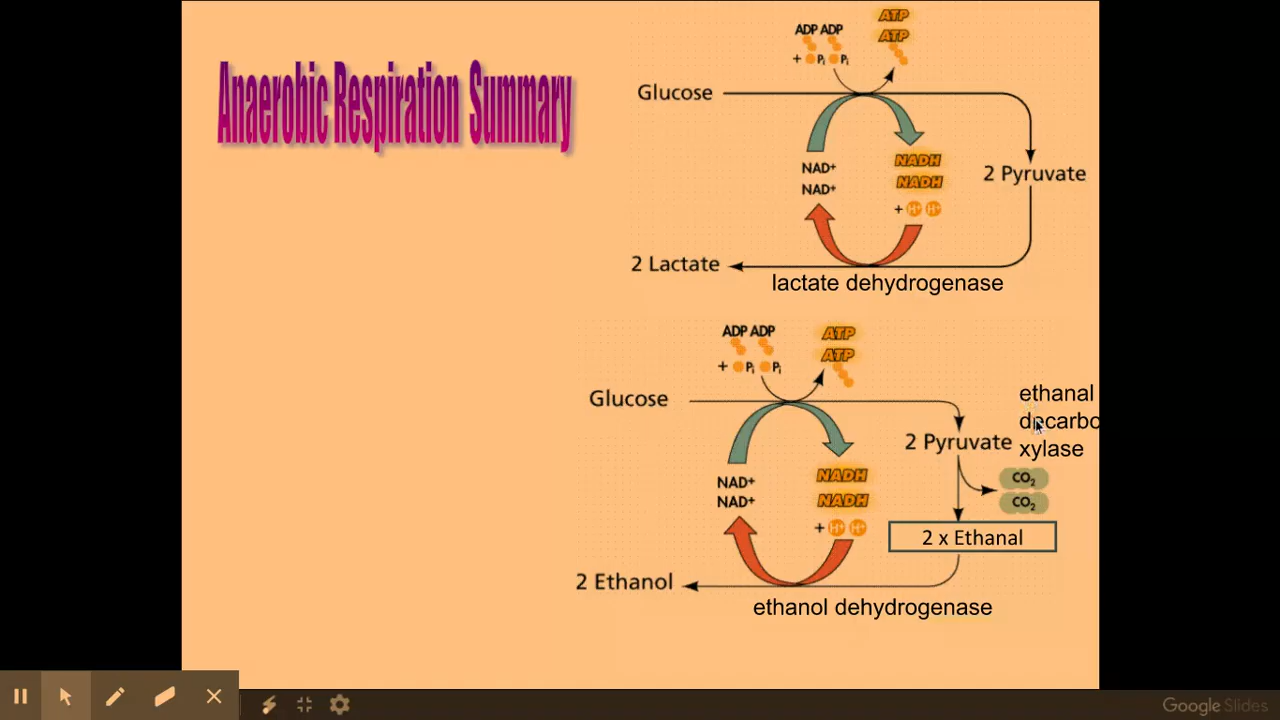 Anaerobic Respiration Summary
ADP ADP
ATP
ATP
+ Pi Pi
Glucose
NAD+
NAD+
NADH
NADH
+ H+ H+
2 Pyruvate
2 Lactate
lactate dehydrogenase
ADP ADP
ATP
ATP
+ Pi Pi
Glucose
ethanal
decarbo
xylase
2 Pyruvate
CO2
CO2
NAD+
NAD+
NADH
NADH
+ H+ H+
2 x Ethanal
2 Ethanol
ethanol dehydrogenase
Google Slides